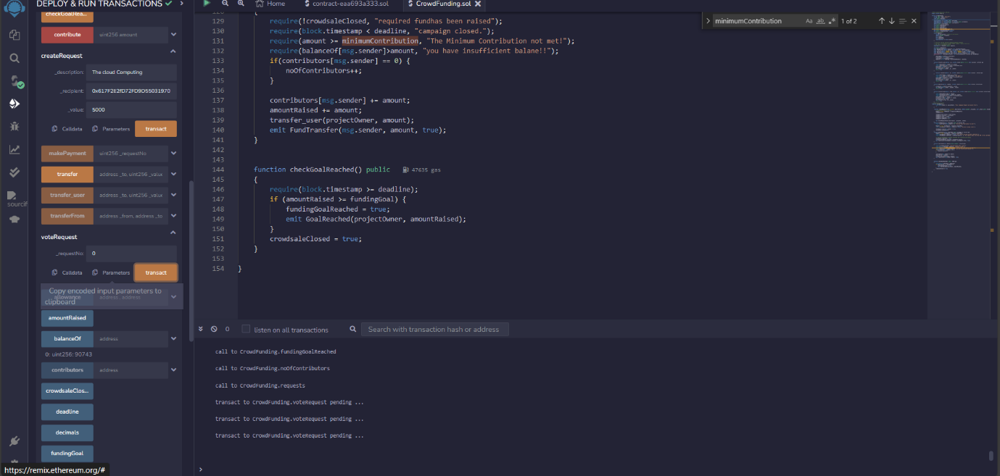 DEPLOY & RUN TRANSACTIONS
checkGoalRea...
contribute uint256 amount
createRequest
_description: The cloud Computing
_recipient: 0x617F2E2fD72FD9D55031970
_value: 5000
Calldata Parameters transact
makePayment uint256 _requestNo
transfer address _to, uint256 _value
transfer_user address _to, uint256 _value
transferFrom address _from, address _to
voteRequest
_requestNo: 0
Calldata Parameters transact
Copy encoded input parameters to
clipboard
allowance address, address
amountRaised
balanceOf address
0: uint256: 90743
contributors address
crowdsaleClos...
deadline
decimals
fundingGoal
sourcif
https://remix.ethereum.org/#
Home contract-eaa693a333.sol CrowdFunding.sol
minimumContribution Aa ab .* 1 of 2
128 {
129 require(!crowdsaleClosed, "required fundhas been raised");
130 require(block.timestamp < deadline, "campaign closed.");
131 require(amount >= minimumContribution, "The Minimum Contribution not met!");
132 require(balanceOf[msg.sender]>amount, "you have insufficient balane!!");
133 if(contributors[msg.sender] == 0) {
134 noOfContributors++;
135 }
136
137 contributors[msg.sender] += amount;
138 amountRaised += amount;
139 transfer_user(projectOwner, amount);
140 emit FundTransfer(msg.sender, amount, true);
141 }
142
143
144 function checkGoalReached() public 47635 gas
145 {
146 require(block.timestamp >= deadline);
147 if (amountRaised >= fundingGoal) {
148 fundingGoalReached = true;
149 emit GoalReached(projectOwner, amountRaised);
150 }
151 crowdsaleClosed = true;
152 }
153
154 }
0 listen on all transactions Search with transaction hash or address
call to CrowdFunding.fundingGoalReached
call to CrowdFunding.noOfContributors
call to CrowdFunding.requests
transact to CrowdFunding.voteRequest pending ...
transact to CrowdFunding.voteRequest pending ...
transact to CrowdFunding.voteRequest pending ...
>